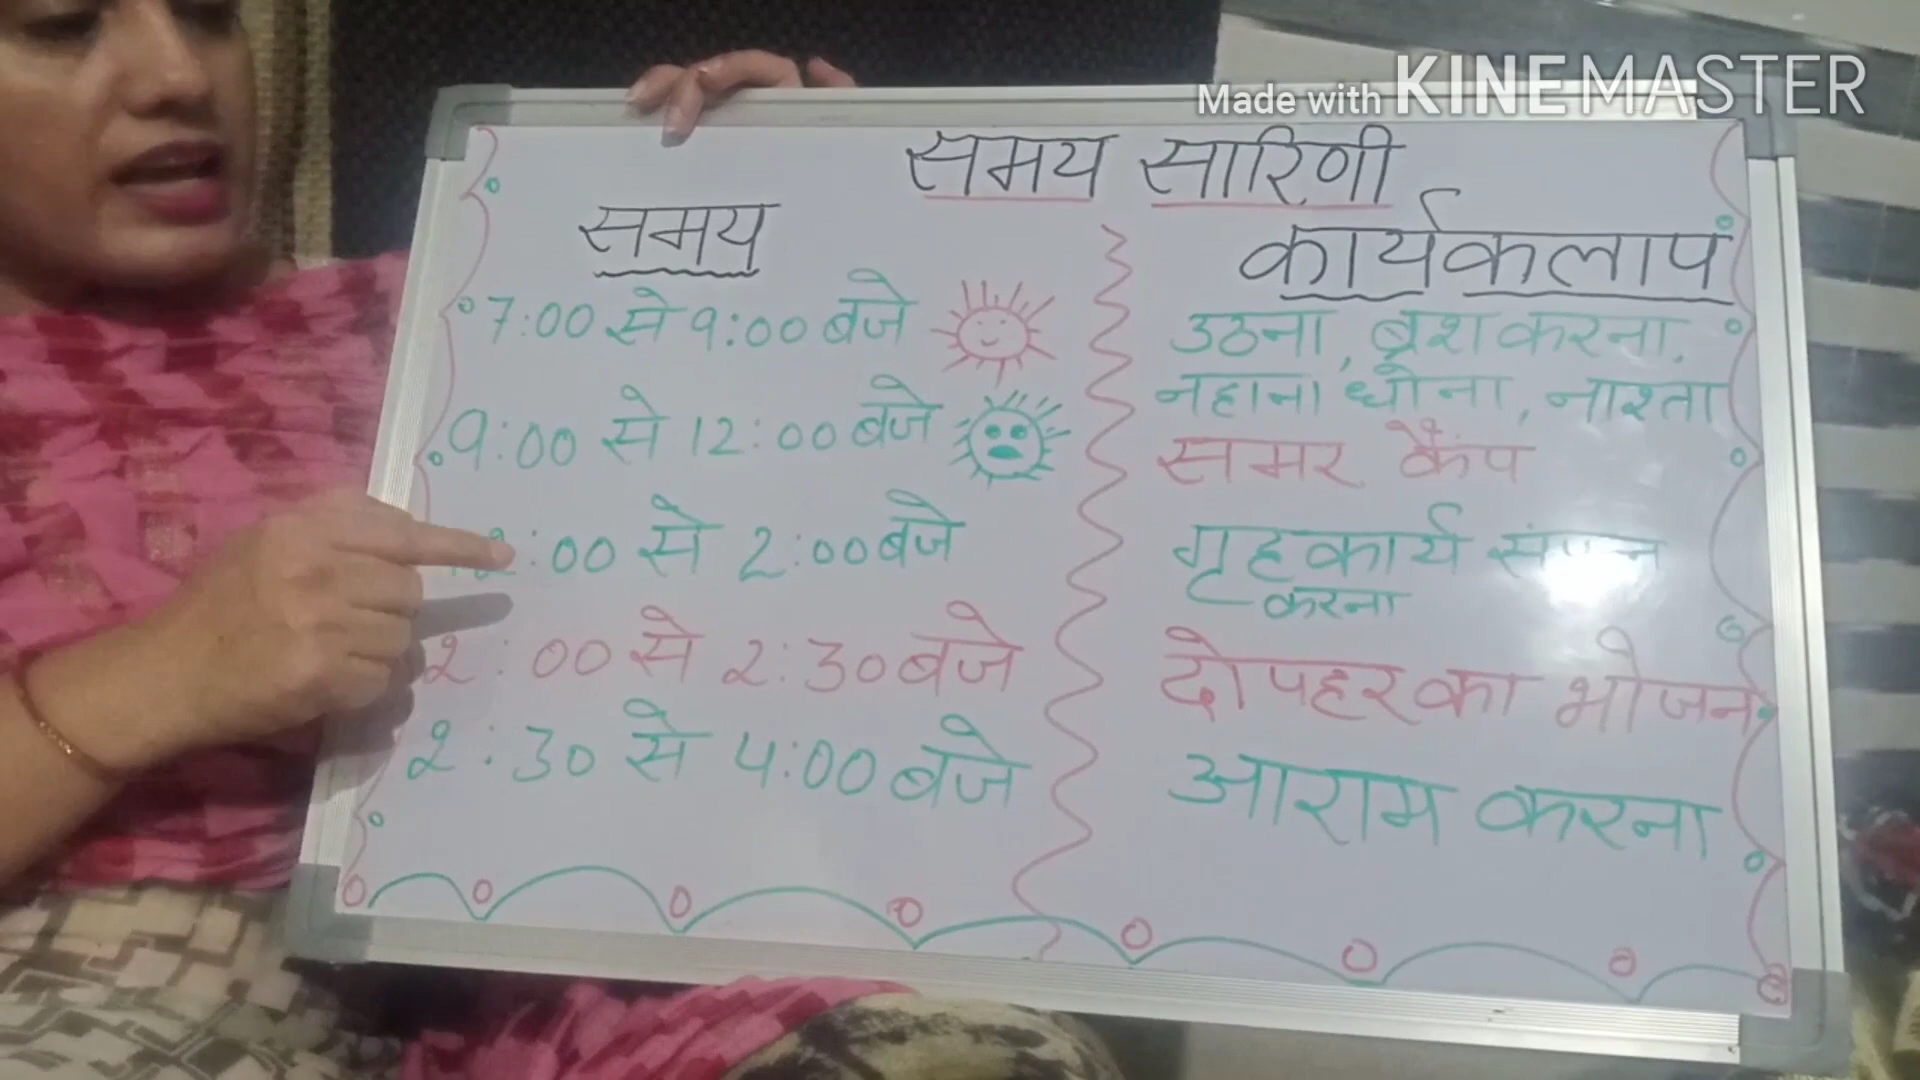 Made with KINEMASTER
समय सारिणी
समय
कार्यकलाप
7:00 से 9:00 बजे
उठना, ब्रश करना,
नहाना धोना, नाश्ता
9:00 से 12:00 बजे
समर कैंप
12:00 से 2:00 बजे
गृहकार्य संपन्न
करना
2:00 से 2:30 बजे
दोपहर का भोजन
2:30 से 4:00 बजे
आराम करना